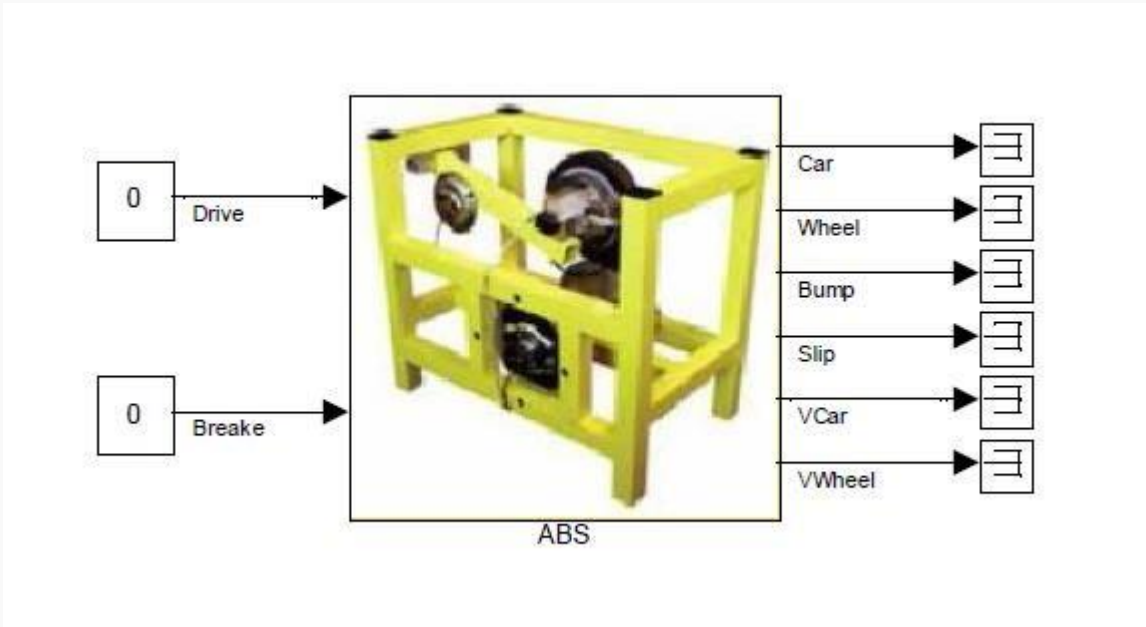 0
Drive
0
Breake
Car
Wheel
Bump
Slip
VCar
VWheel
ABS